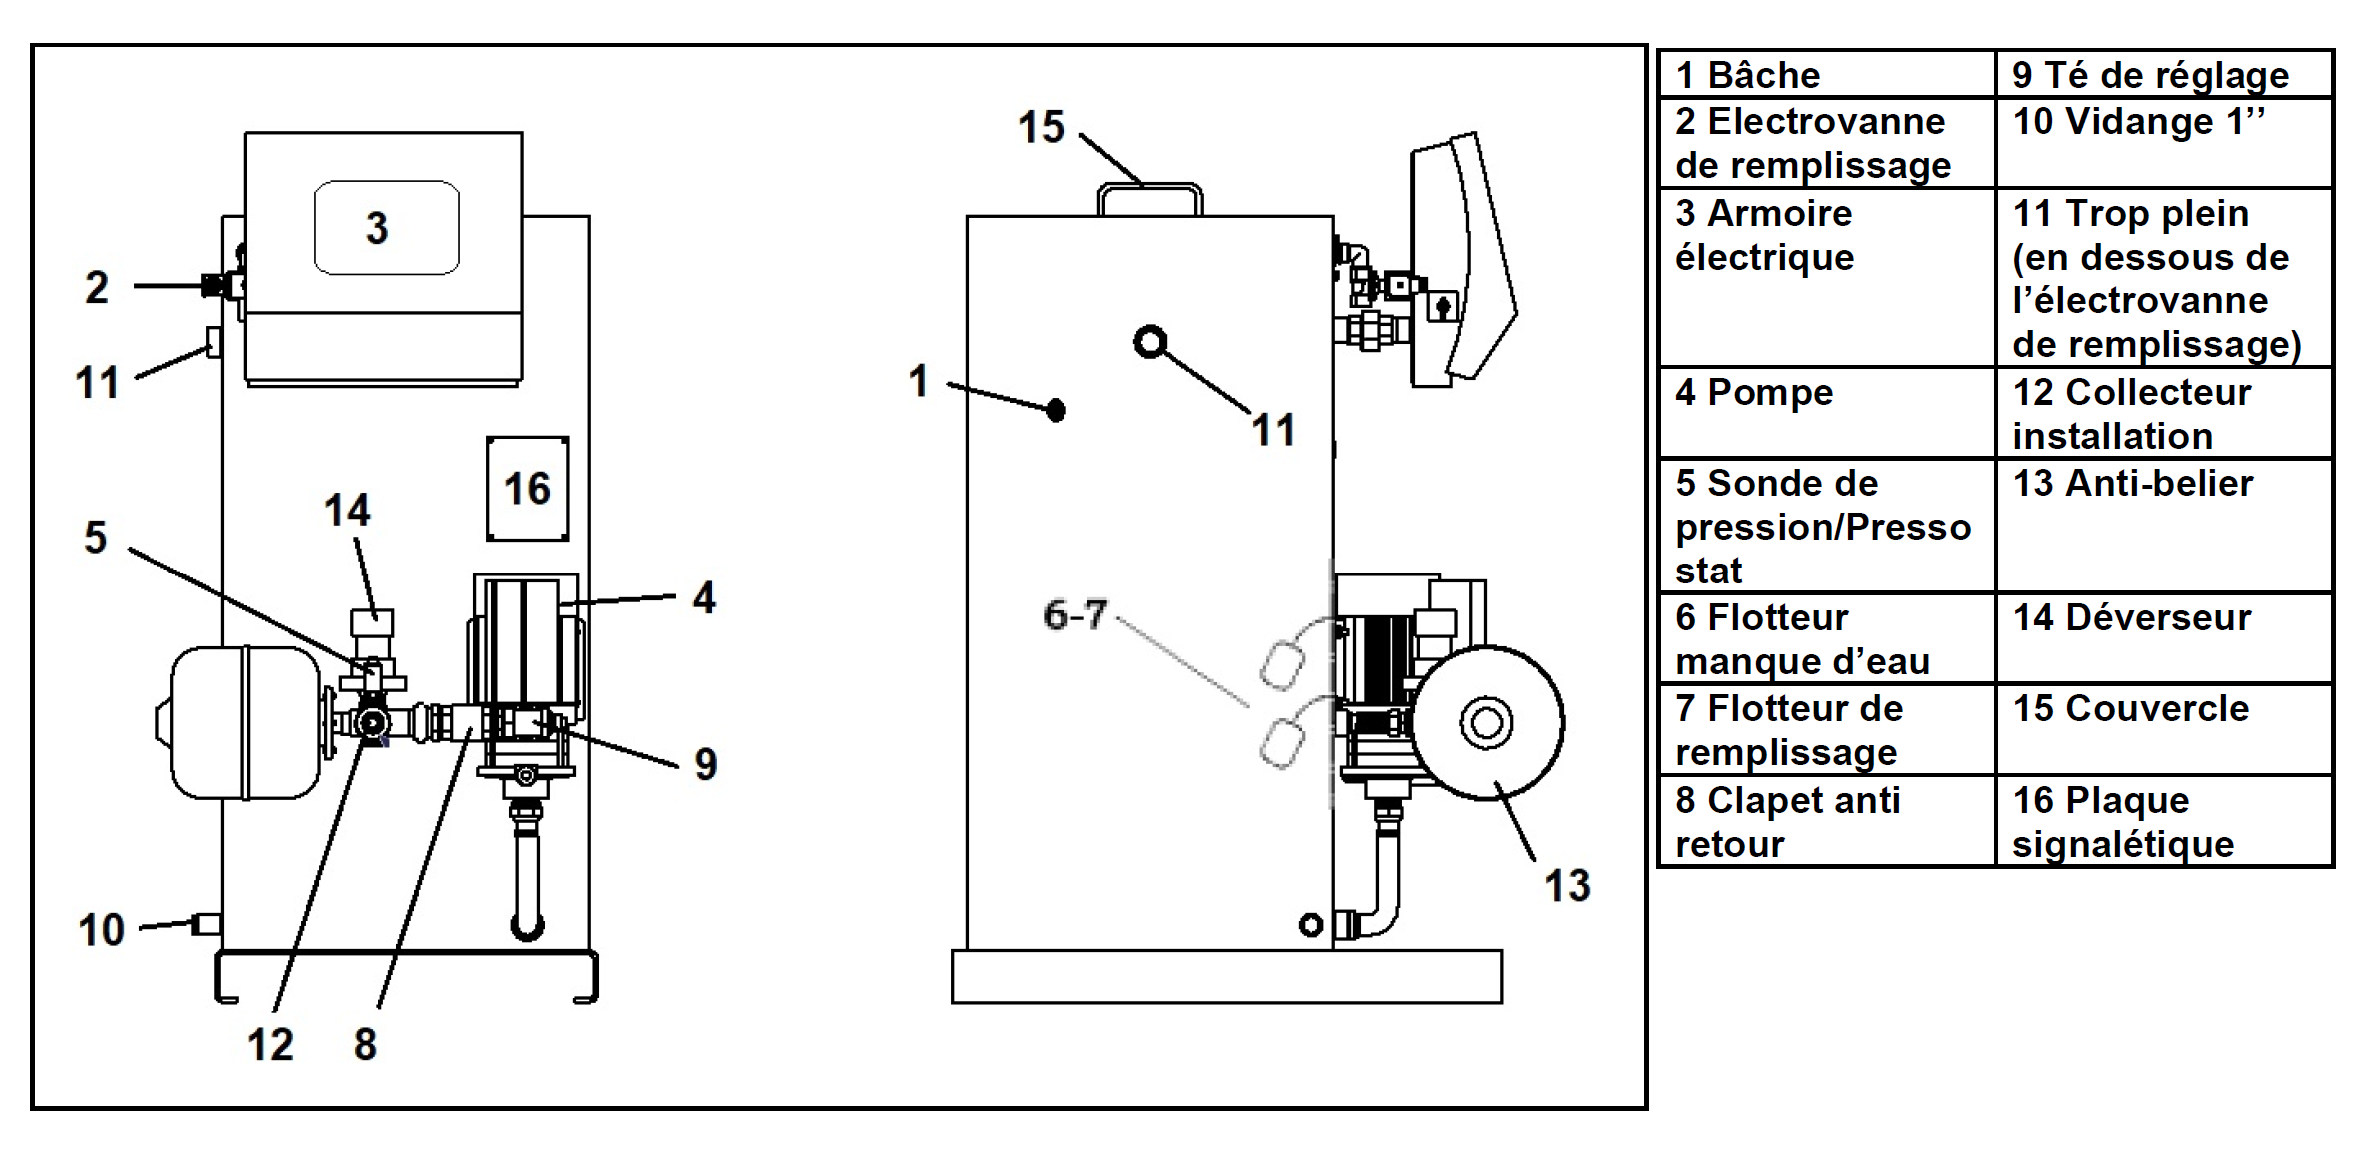 3
2
11
16
14
5
4
9
10
12
8
15
1
11
6-7
13
1 Bâche
9 Té de réglage
2 Electrovanne
de remplissage
10 Vidange 1’’
3 Armoire
électrique
11 Trop plein
(en dessous de
l’électrovanne
de remplissage)
4 Pompe
12 Collecteur
installation
5 Sonde de
pression/Presso
stat
13 Anti-belier
6 Flotteur
manque d’eau
14 Déverseur
7 Flotteur de
remplissage
15 Couvercle
8 Clapet anti
retour
16 Plaque
signalétique